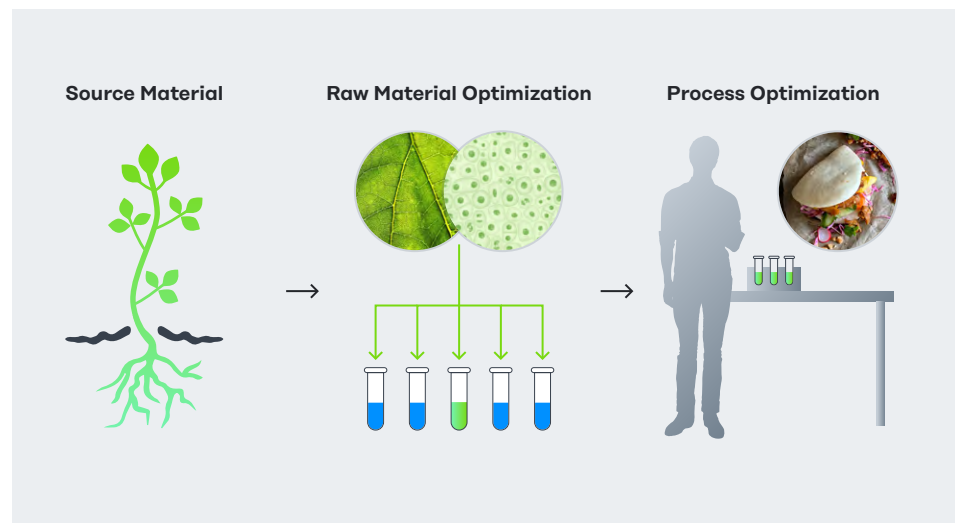 Source Material
Raw Material Optimization
Process Optimization